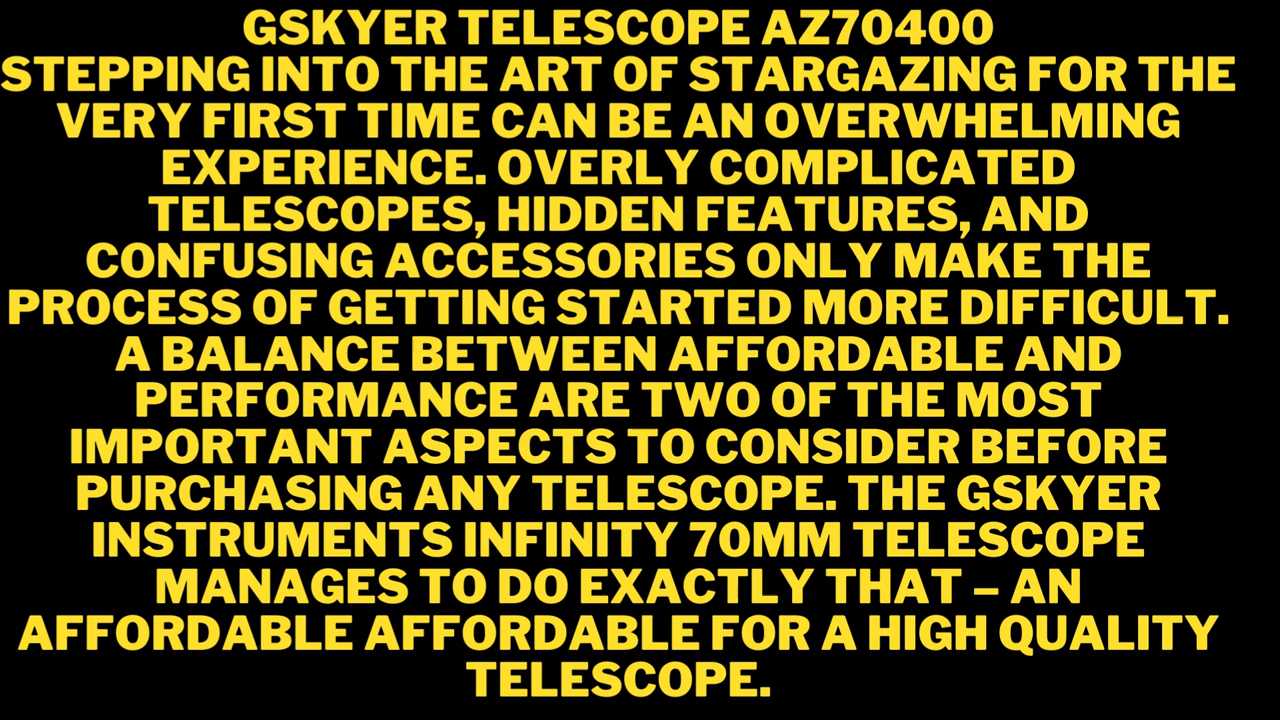 GSKYER TELESCOPE AZ70400
STEPPING INTO THE ART OF STARGAZING FOR THE
VERY FIRST TIME CAN BE AN OVERWHELMING
EXPERIENCE. OVERLY COMPLICATED
TELESCOPES, HIDDEN FEATURES, AND
CONFUSING ACCESSORIES ONLY MAKE THE
PROCESS OF GETTING STARTED MORE DIFFICULT.
A BALANCE BETWEEN AFFORDABLE AND
PERFORMANCE ARE TWO OF THE MOST
IMPORTANT ASPECTS TO CONSIDER BEFORE
PURCHASING ANY TELESCOPE. THE GSKYER
INSTRUMENTS INFINITY 70MM TELESCOPE
MANAGES TO DO EXACTLY THAT – AN
AFFORDABLE AFFORDABLE FOR A HIGH QUALITY
TELESCOPE.